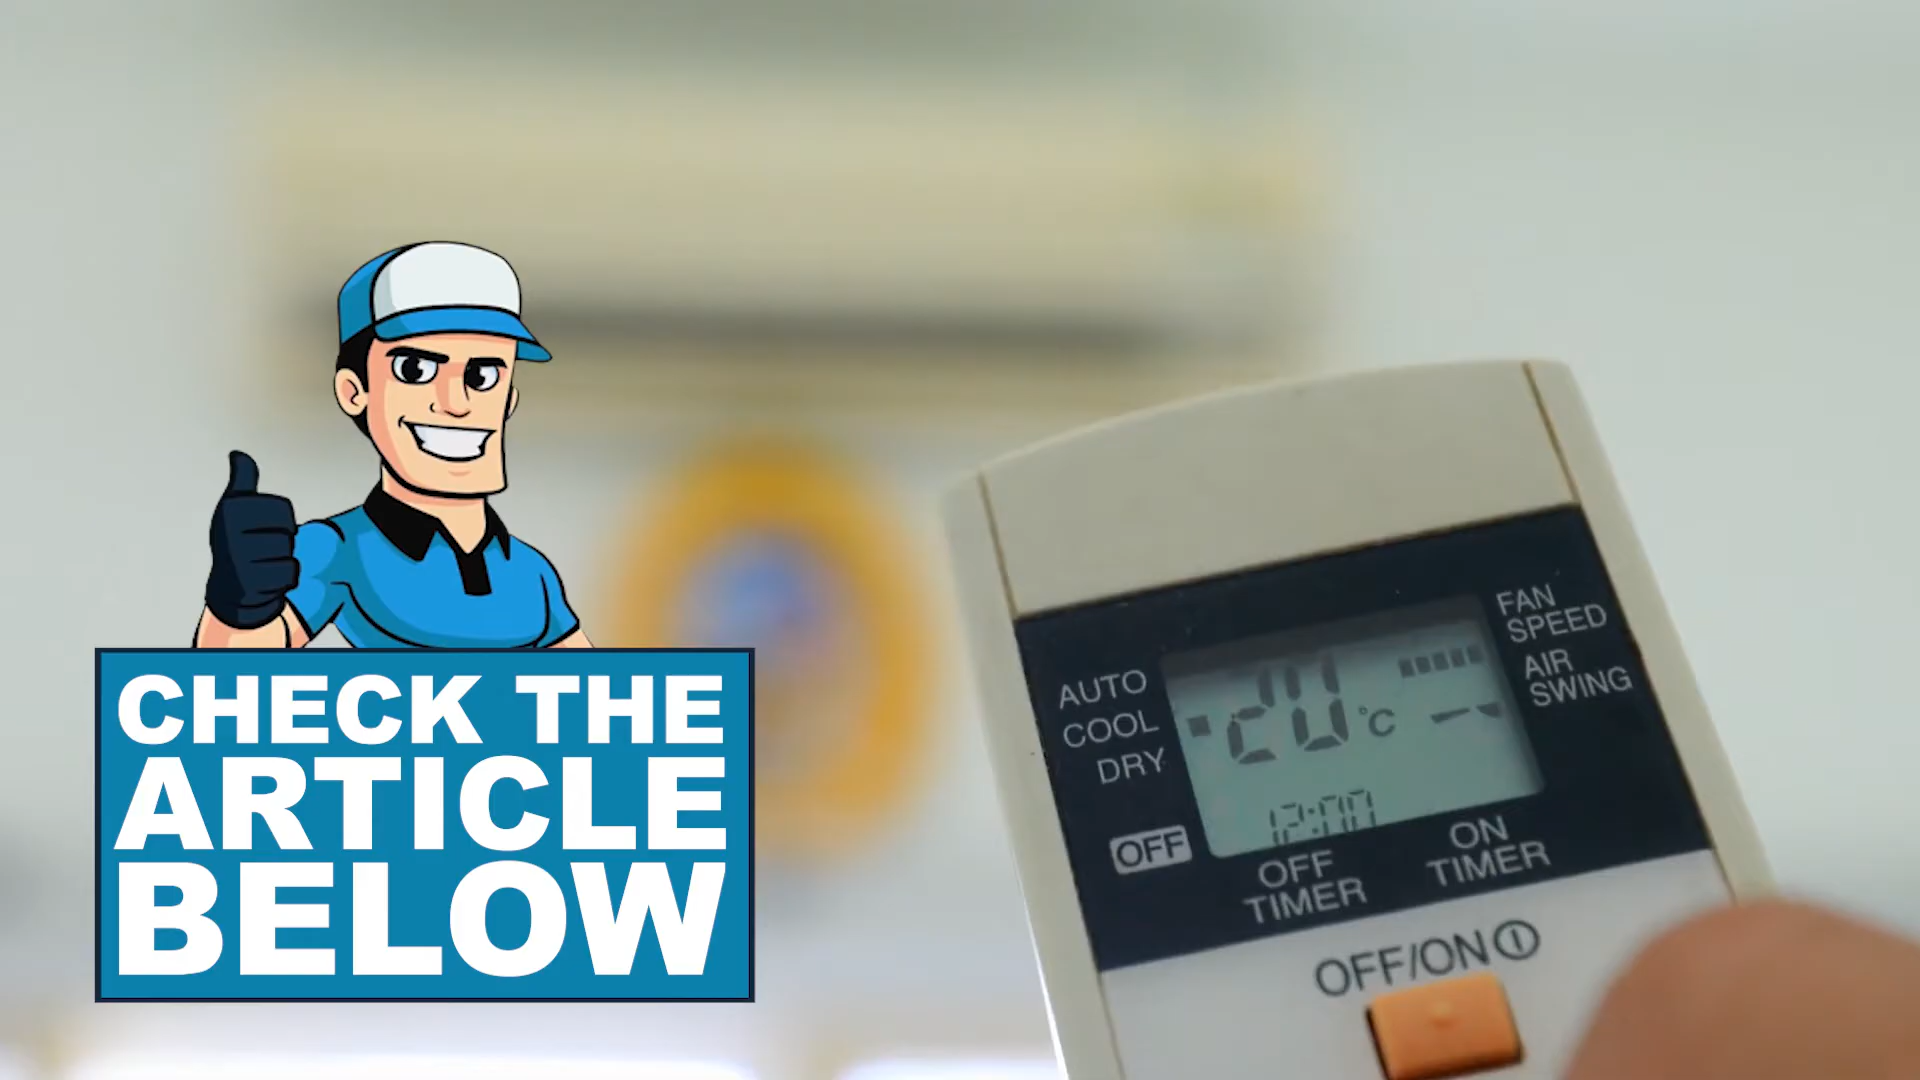 CHECK THE
ARTICLE
BELOW
FAN
SPEED
AIR
SWING
AUTO
COOL
DRY
20°C
12:00
OFF
OFF
TIMER
ON
TIMER
OFF/ON